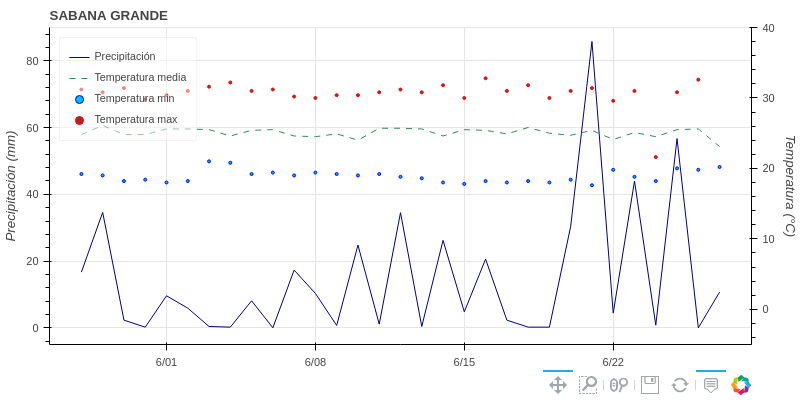 SABANA GRANDE
Precipitación
Temperatura media
Temperatura min
Temperatura max
Precipitación (mm)
80
60
40
20
0
Temperatura (°C)
40
30
20
10
0
6/01
6/08
6/15
6/22